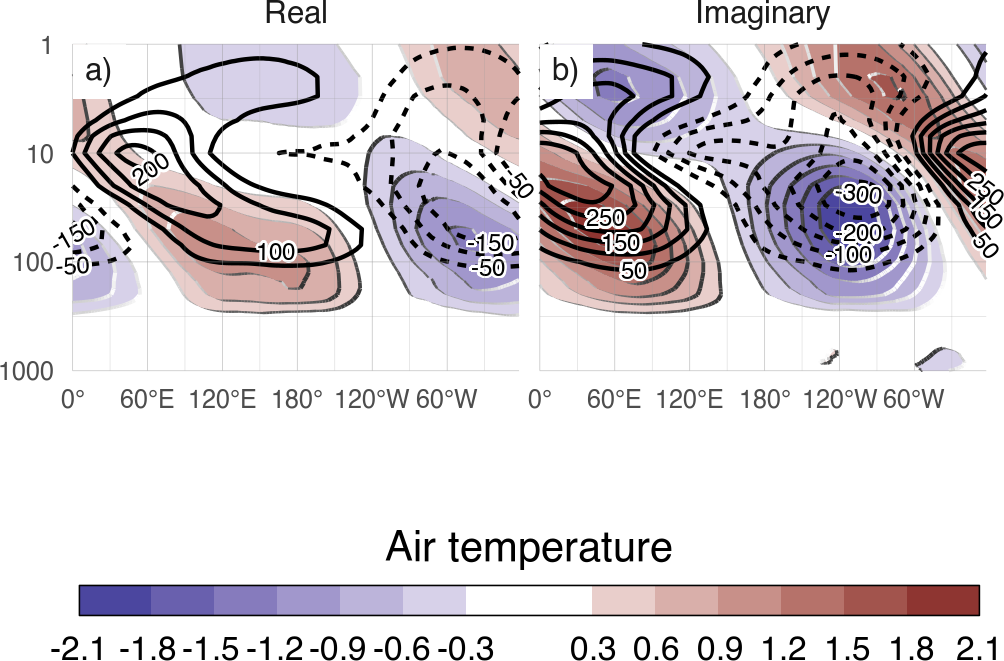 Real Imaginary
1 a) b)
10
200 -50 250
-300 150
-150 250 -200 50
100 -150 150 -100
100 -50 -50 50
1000
0° 60°E 120°E 180° 120°W 60°W 0° 60°E 120°E 180° 120°W 60°W
Air temperature
-2.1 -1.8 -1.5 -1.2 -0.9 -0.6 -0.3 0.3 0.6 0.9 1.2 1.5 1.8 2.1